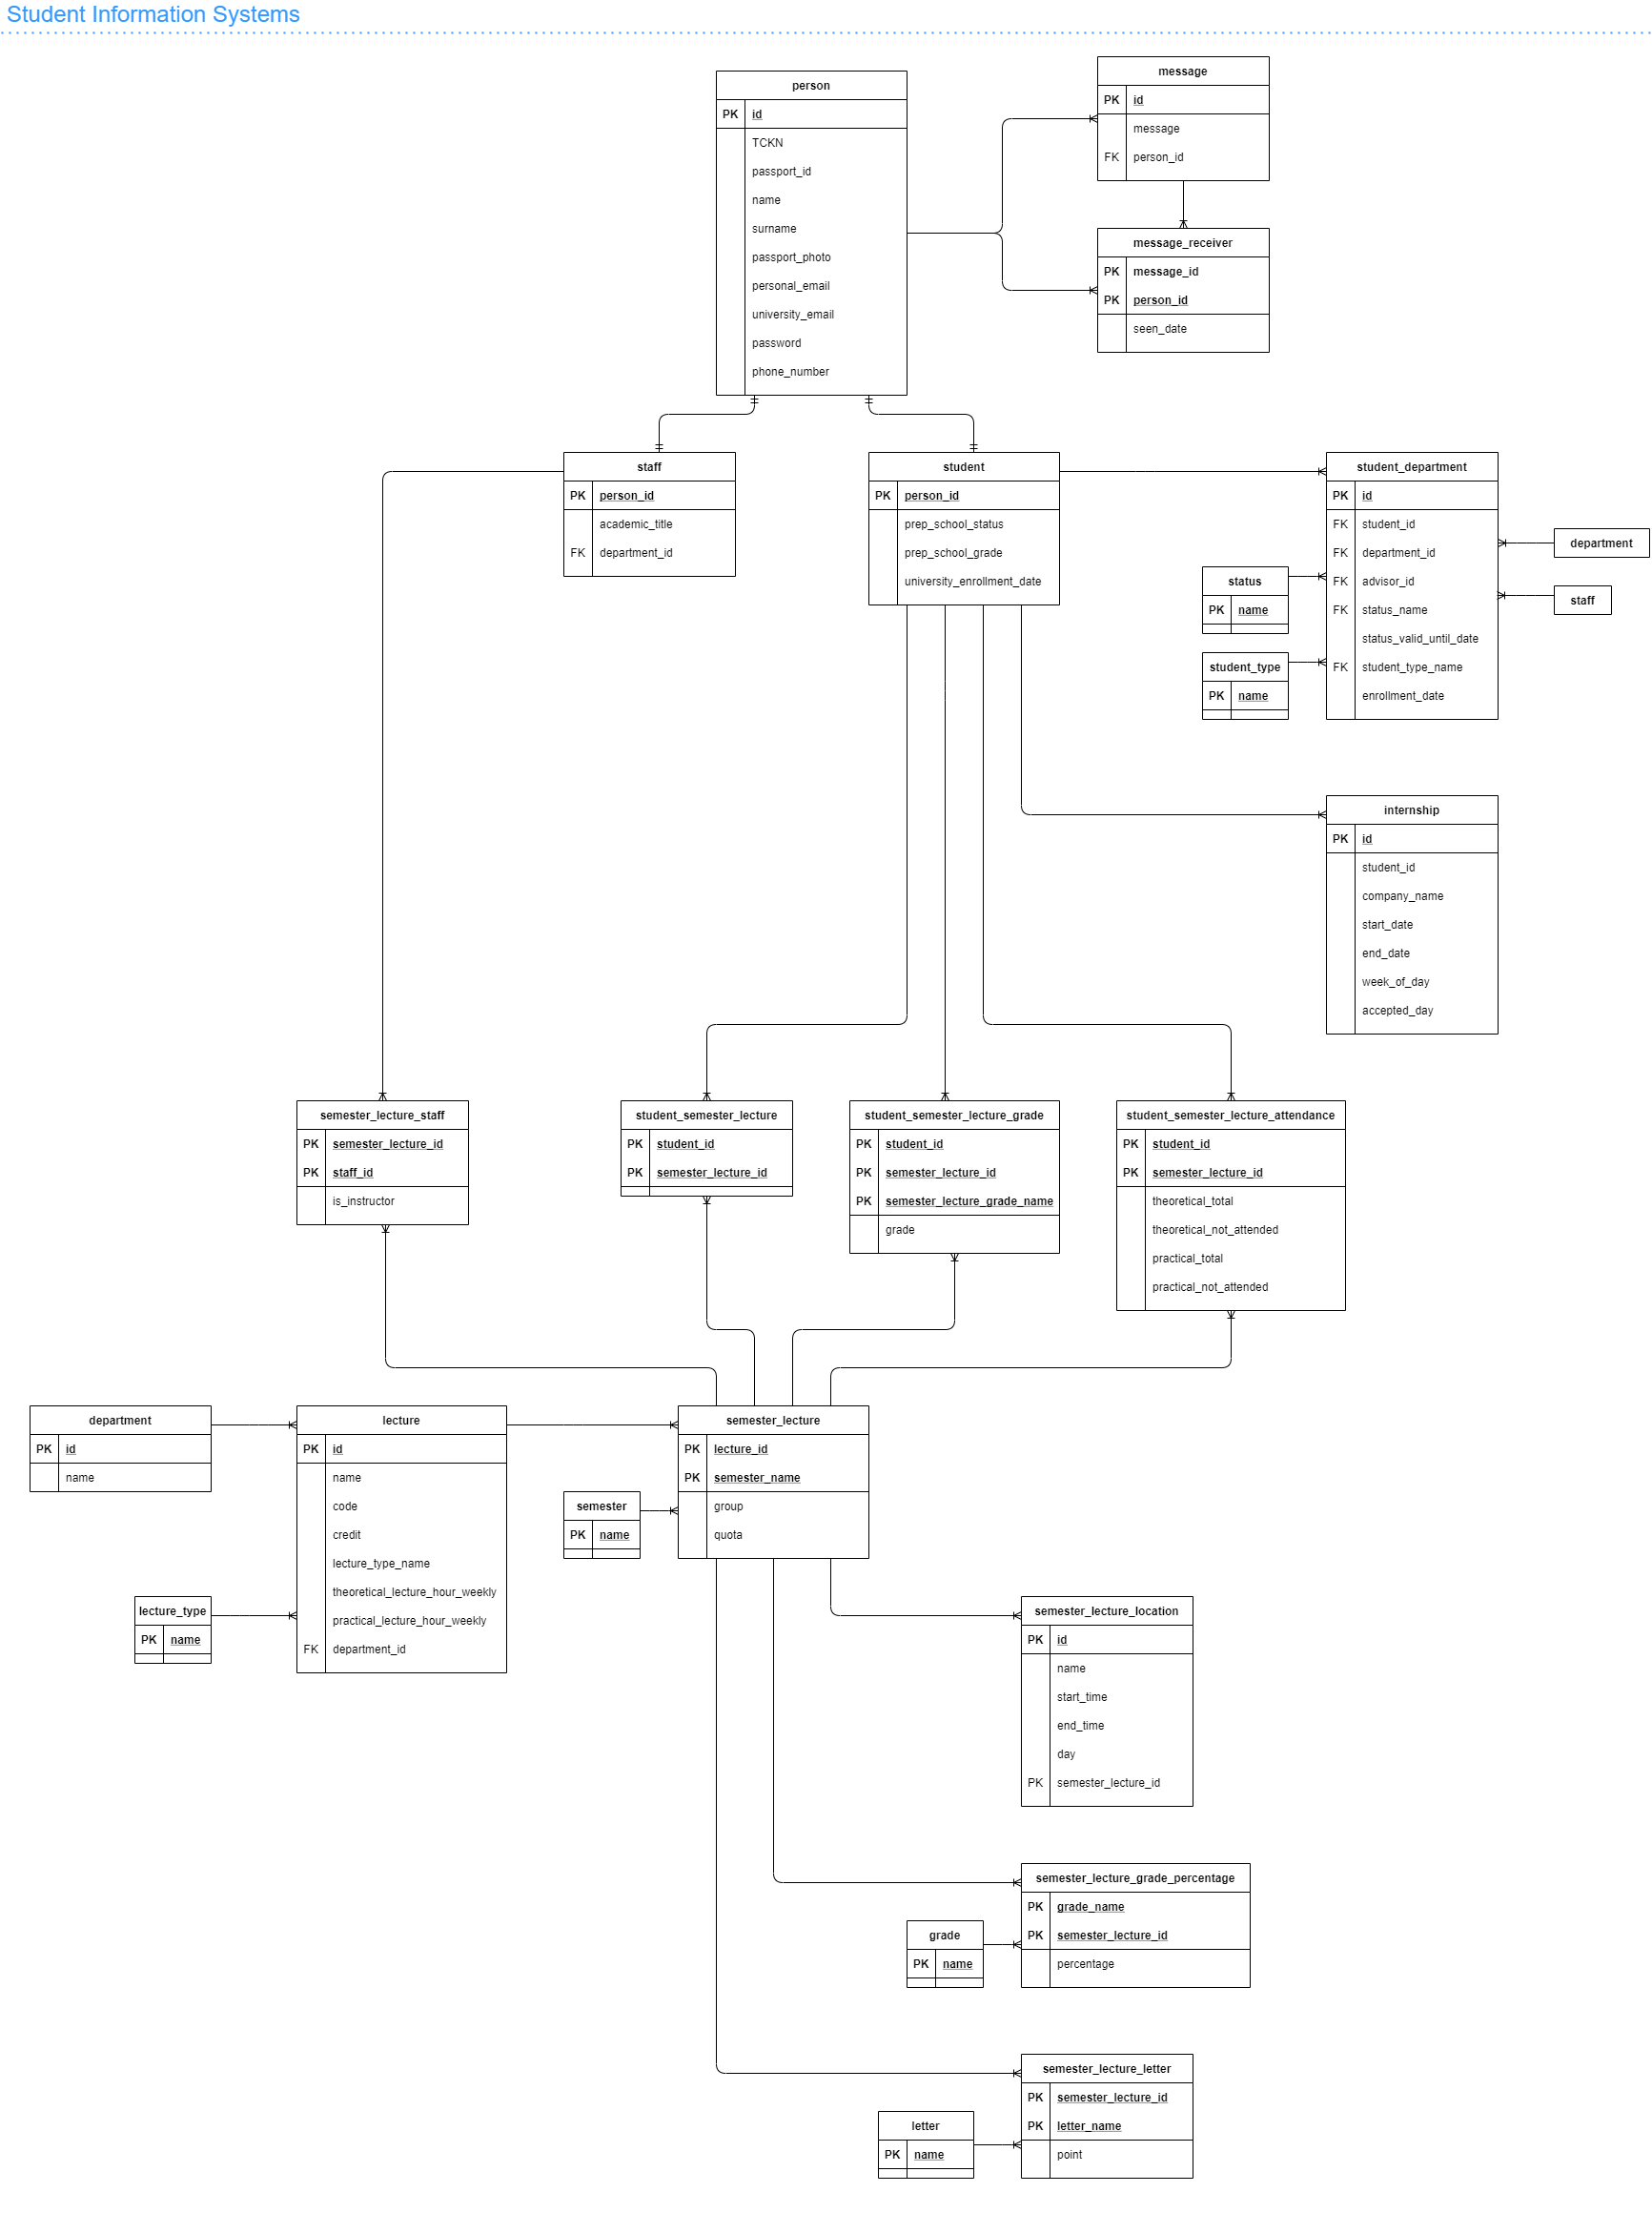 Student Information Systems
person
PK id
TCKN
passport_id
name
surname
passport_photo
personal_email
university_email
password
phone_number
message
PK id
message
FK person_id
message_receiver
PK message_id
PK person_id
seen_date
staff
PK person_id
academic_title
FK department_id
student
PK person_id
prep_school_status
prep_school_grade
university_enrollment_date
student_department
PK id
FK student_id
FK department_id
FK advisor_id
FK status_name
status_valid_until_date
FK student_type_name
enrollment_date
department
staff
status
PK name
student_type
PK name
internship
PK id
student_id
company_name
start_date
end_date
week_of_day
accepted_day
semester_lecture_staff
PK semester_lecture_id
PK staff_id
is_instructor
student_semester_lecture
PK student_id
PK semester_lecture_id
student_semester_lecture_grade
PK student_id
PK semester_lecture_id
PK semester_lecture_grade_name
grade
student_semester_lecture_attendance
PK student_id
PK semester_lecture_id
theoretical_total
theoretical_not_attended
practical_total
practical_not_attended
department
PK id
name
lecture
PK id
name
code
credit
lecture_type_name
theoretical_lecture_hour_weekly
practical_lecture_hour_weekly
FK department_id
lecture_type
PK name
semester_lecture
PK lecture_id
PK semester_name
group
quota
semester
PK name
semester_lecture_location
PK id
name
start_time
end_time
day
PK semester_lecture_id
semester_lecture_grade_percentage
PK grade_name
PK semester_lecture_id
percentage
grade
PK name
semester_lecture_letter
PK semester_lecture_id
PK letter_name
point
letter
PK name